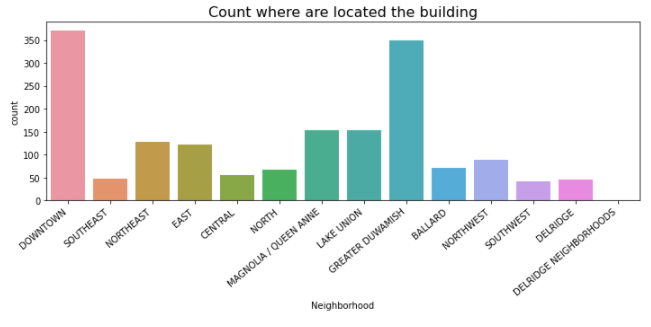 Count where are located the building
count
350
300
250
200
150
100
50
0
DOWNTOWN
SOUTHEAST
NORTHEAST
EAST
CENTRAL
NORTH
MAGNOLIA / QUEEN ANNE
LAKE UNION
GREATER DUWAMISH
BALLARD
NORTHWEST
SOUTHWEST
DELRIDGE
DELRIDGE NEIGHBORHOODS
Neighborhood